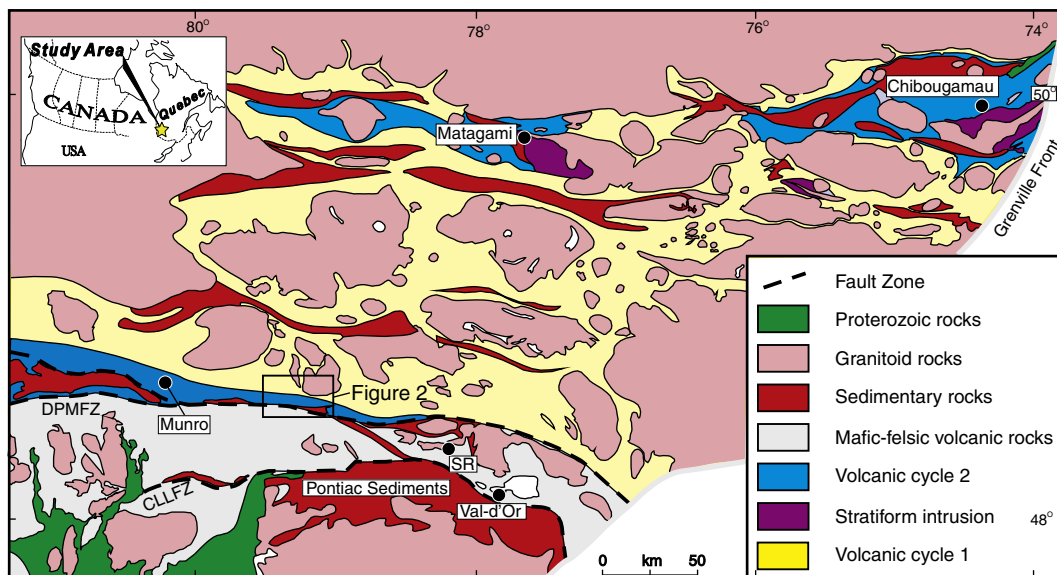 80°
78°
76°
74°
Study Area
CANADA
Quebec
USA
Chibougamau
50°
Matagami
Grenville Front
Figure 2
DPMFZ
Munro
SR
Pontiac Sediments
CLLFZ
Val-d'Or
0 km 50
48°
Fault Zone
Proterozoic rocks
Granitoid rocks
Sedimentary rocks
Mafic-felsic volcanic rocks
Volcanic cycle 2
Stratiform intrusion
Volcanic cycle 1